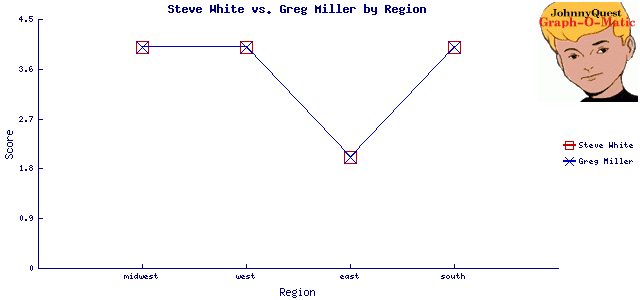 Steve White vs. Greg Miller by Region
JohnnyQuest
Graph-O-Matic
4.5
3.6
2.7
1.8
0.9
0
Score
midwest west east south
Region
Steve White
Greg Miller